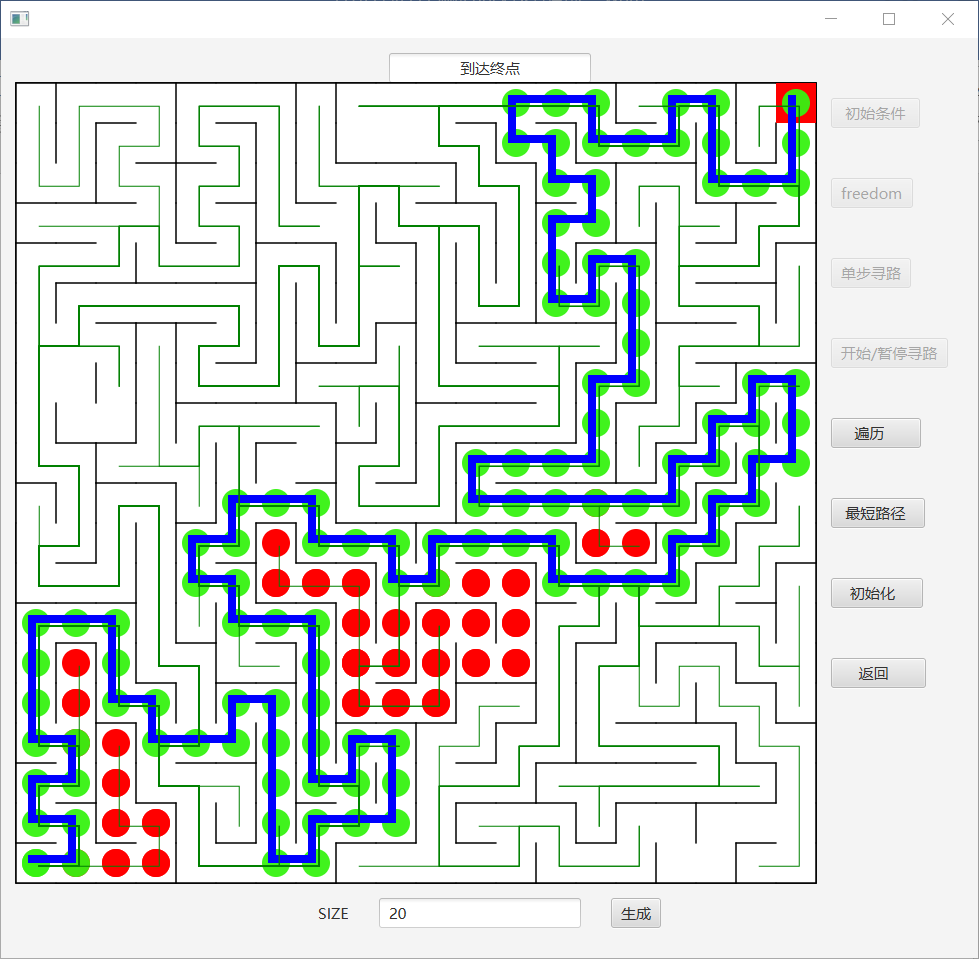 到达终点
初始条件
freedom
单步寻路
开始/暂停寻路
遍历
最短路径
初始化
返回
SIZE
20
生成